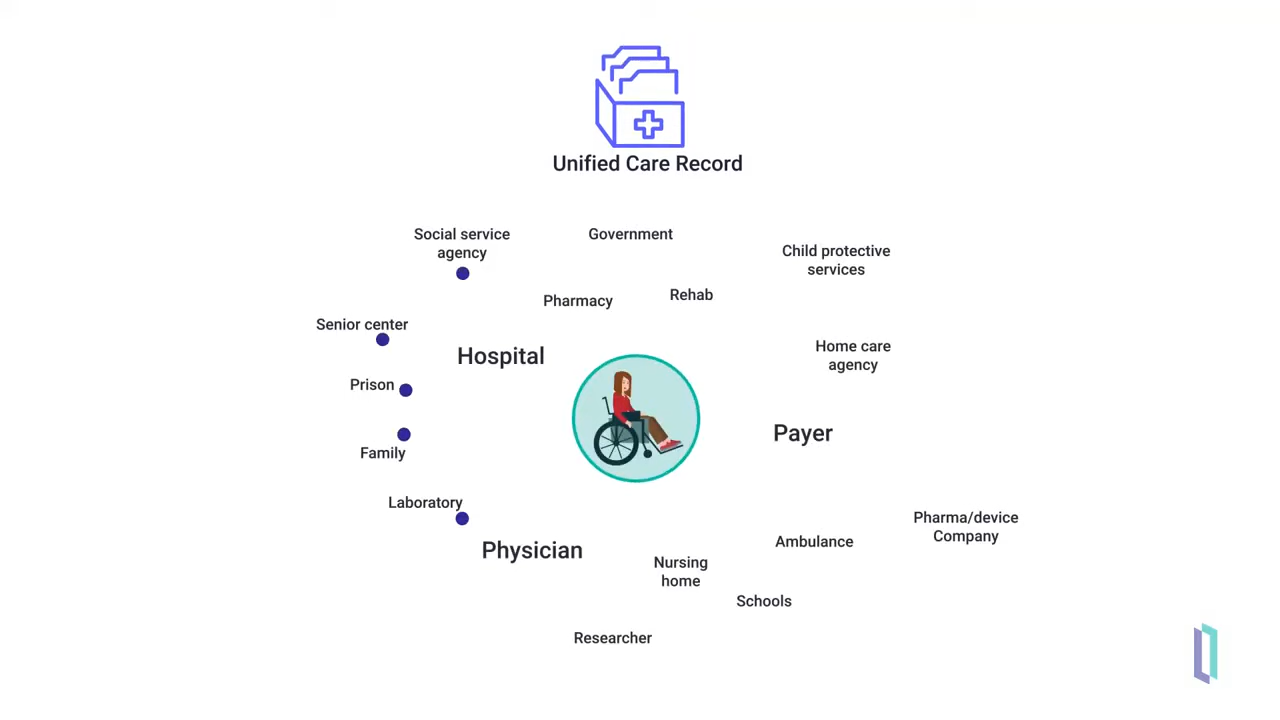 Unified Care Record
Social service
agency
Government
Child protective
services
Pharmacy
Rehab
Senior center
Hospital
Home care
agency
Prison
Payer
Family
Laboratory
Pharma/device
Company
Ambulance
Physician
Nursing
home
Schools
Researcher